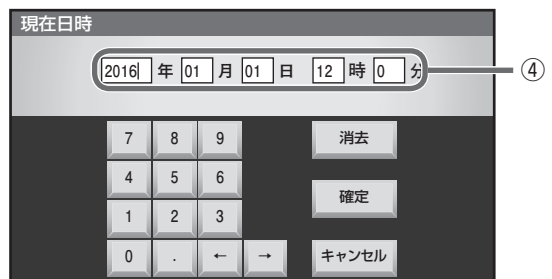 現在日時
2016 年 01 月 01 日 12 時 0 分
④
7 8 9 消去
4 5 6
確定
1 2 3
0 . ← → キャンセル